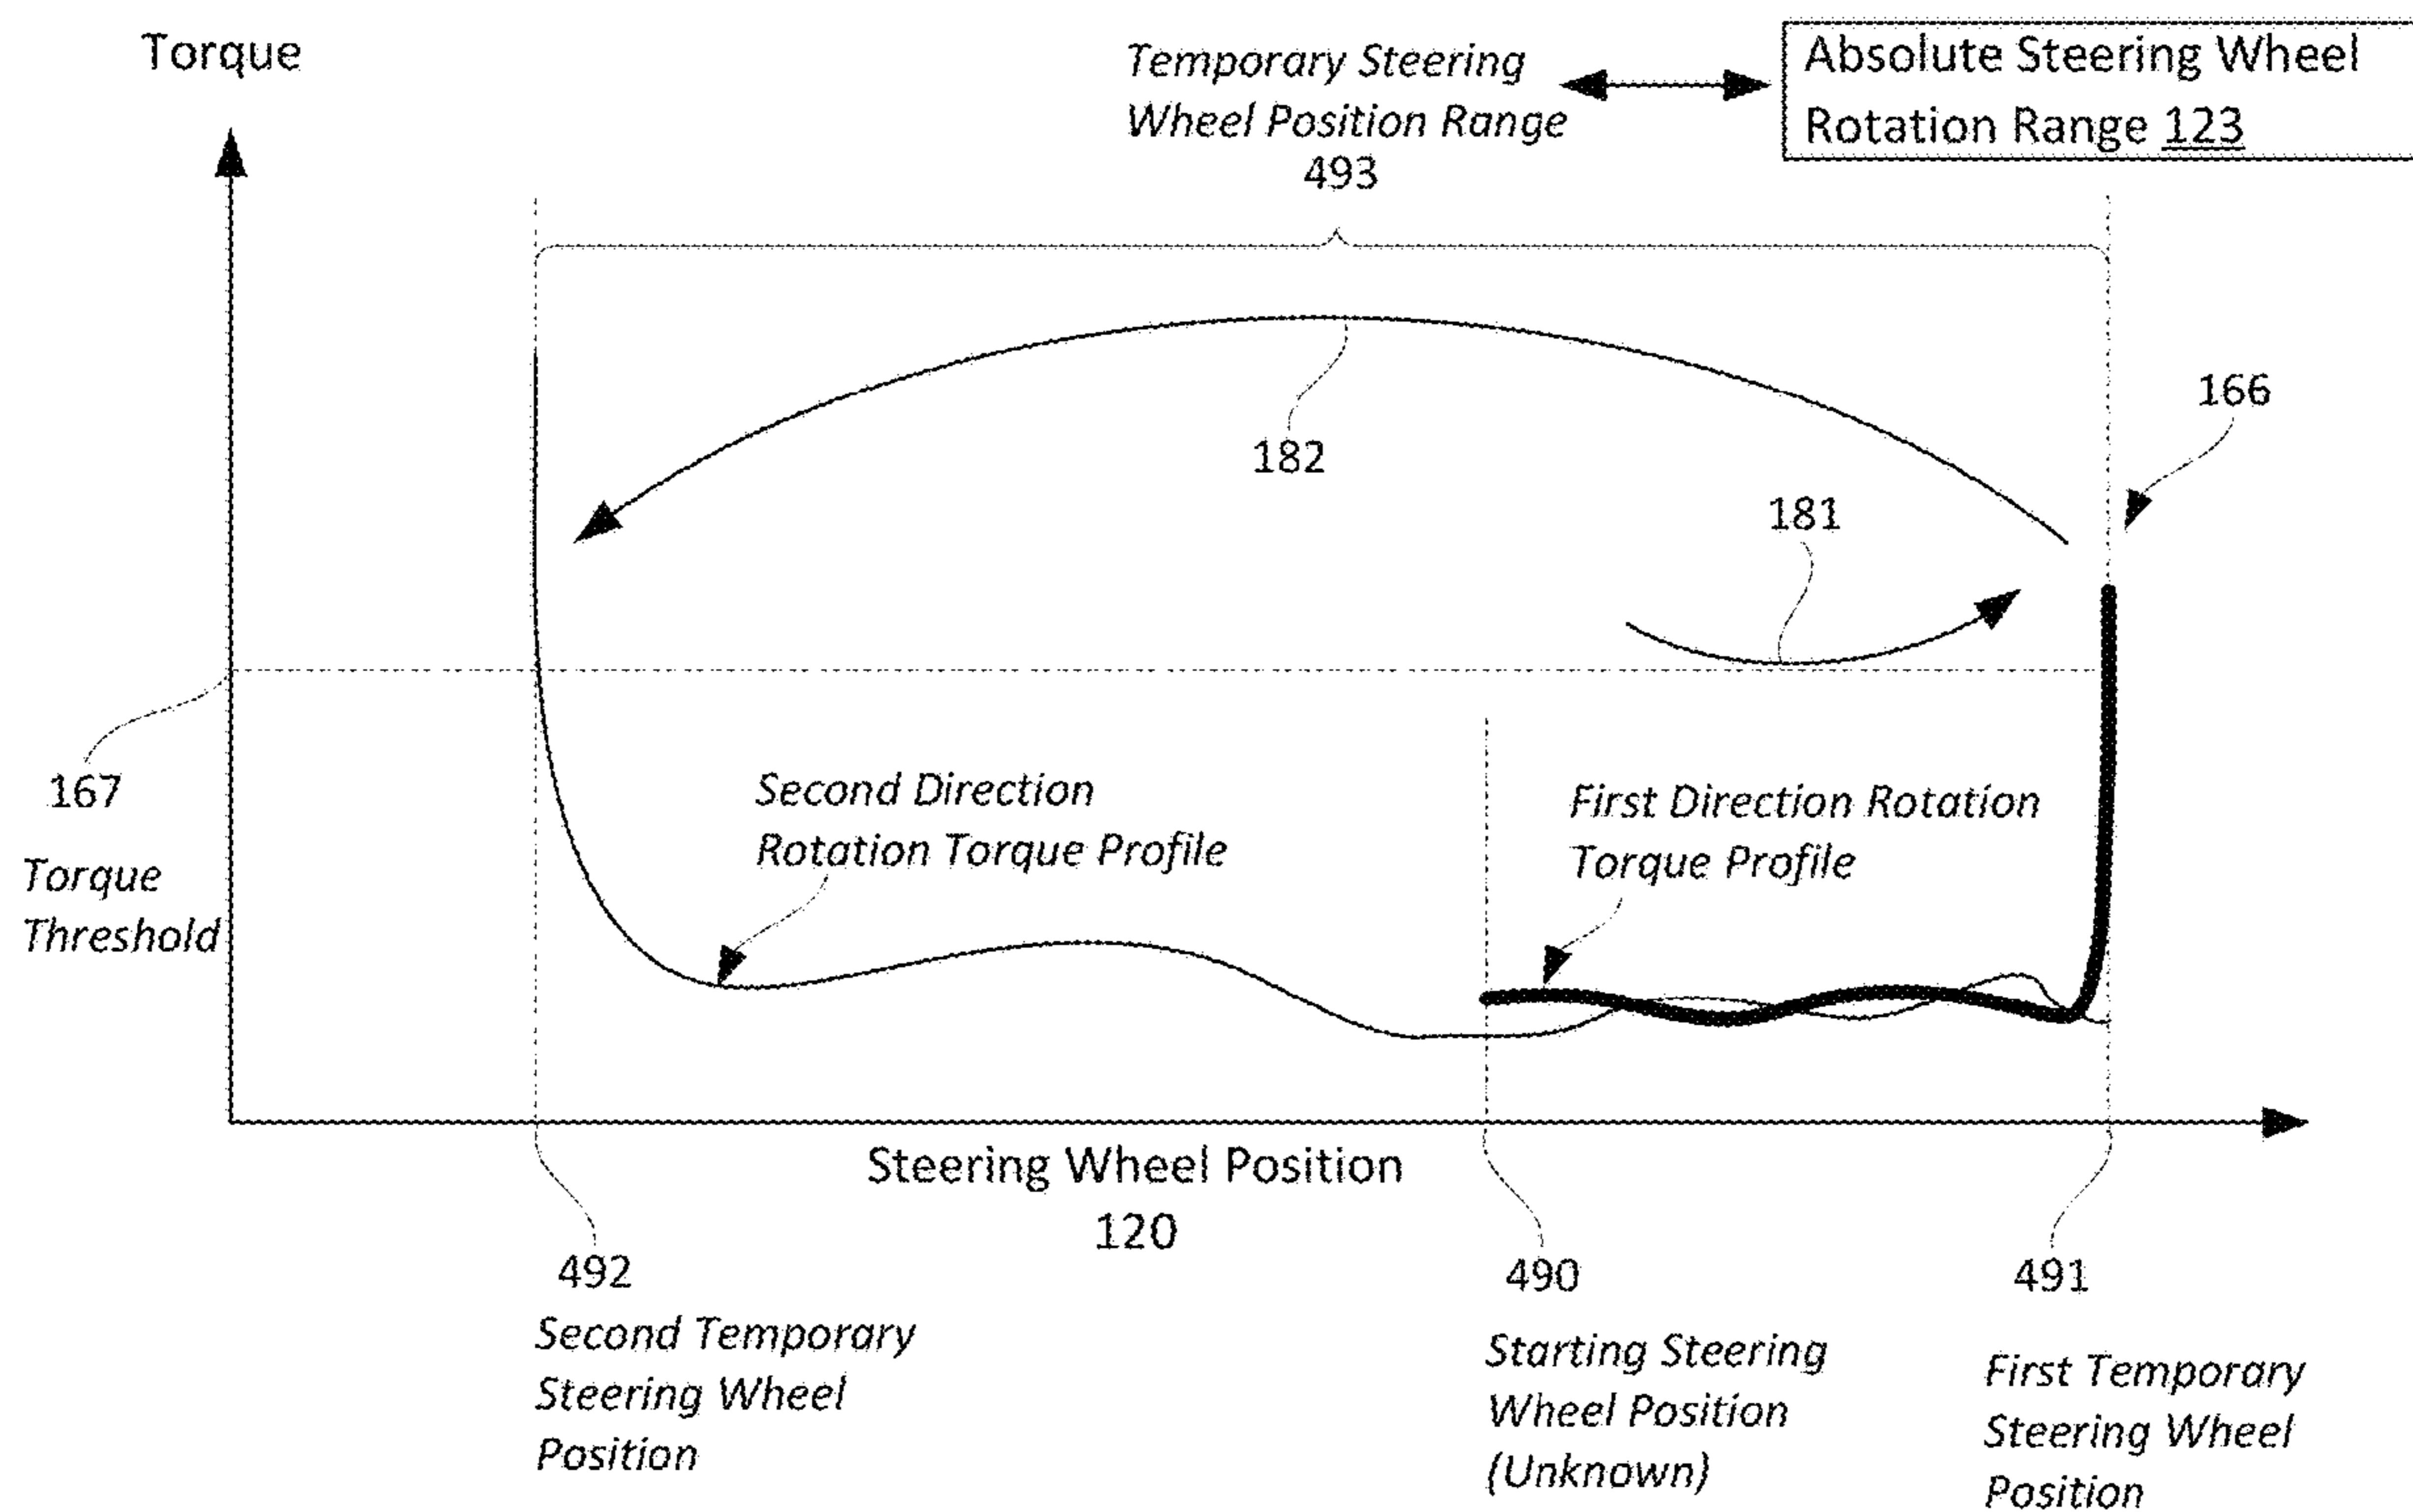 Torque
Temporary Steering
Wheel Position Range
493
Absolute Steering Wheel
Rotation Range 123
166
182
181
167
Torque
Threshold
Second Direction
Rotation Torque Profile
First Direction Rotation
Torque Profile
Steering Wheel Position
120
492
Second Temporary
Steering Wheel
Position
490
Starting Steering
Wheel Position
(Unknown)
491
First Temporary
Steering Wheel
Position